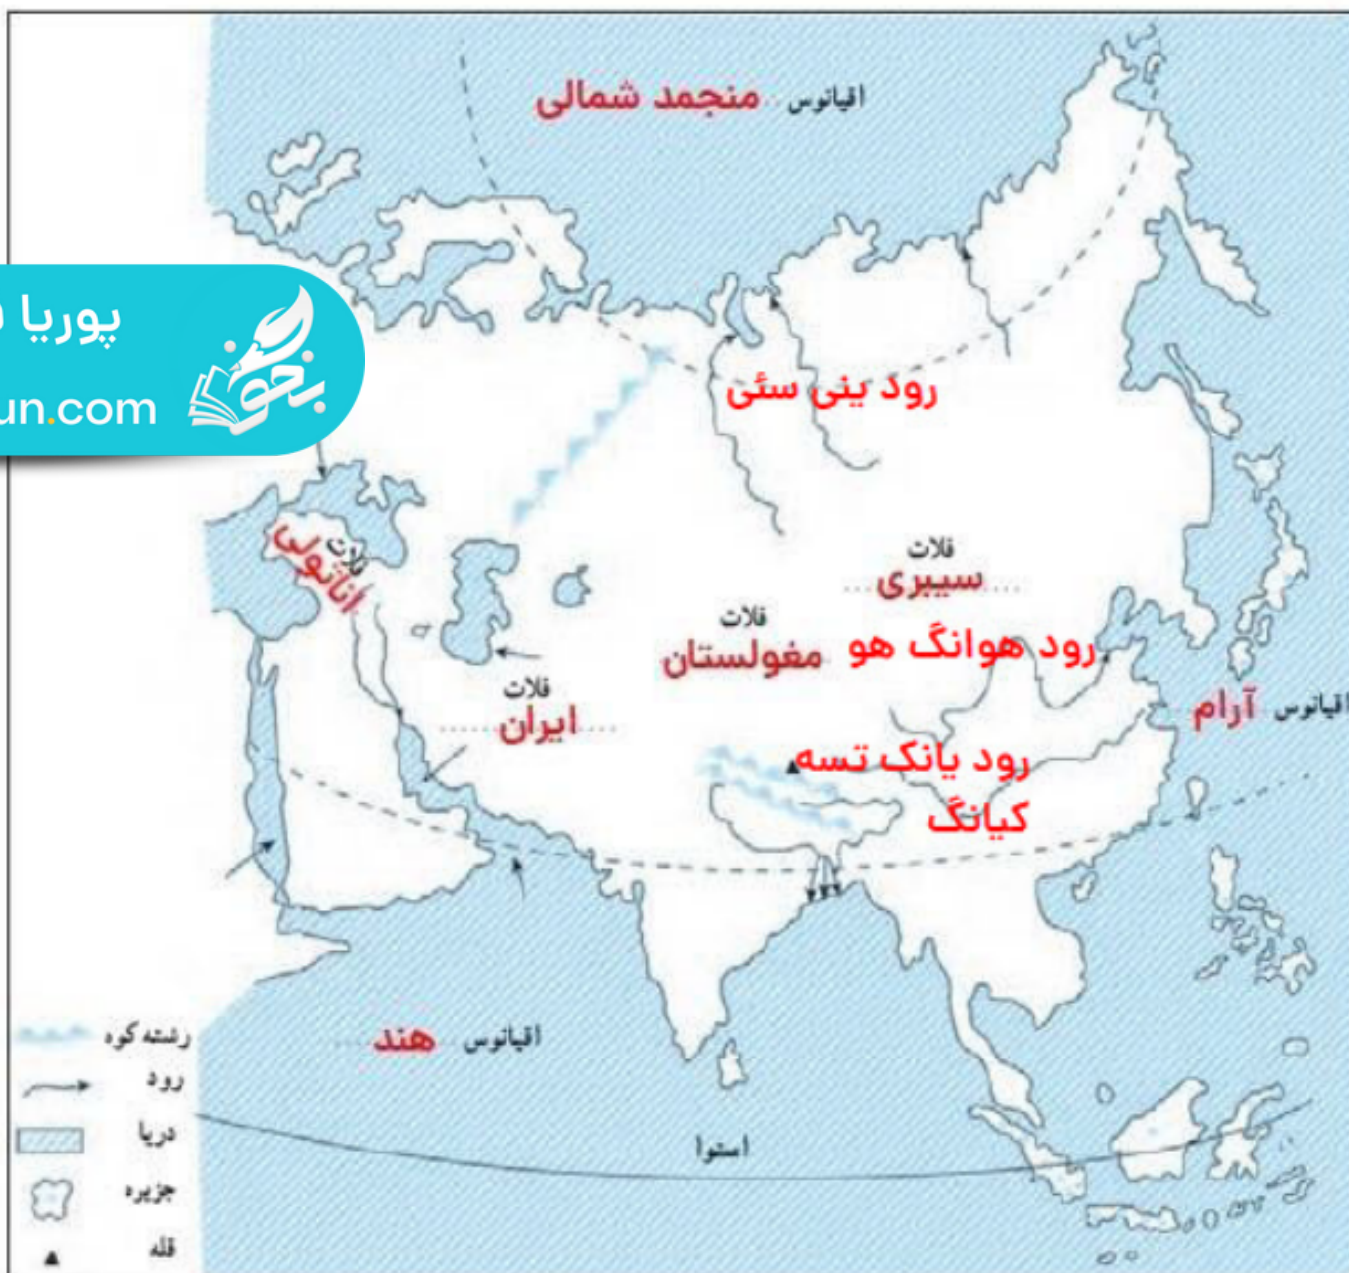 اقیانوس منجمد شمالی
پوریا
un.com
بخون
رود ینی سئی
فلات
اناتولی
فلات
سیبری
فلات
مغولستان
رود هوانگ هو
فلات
ایران
اقیانوس آرام
رود یانک تسه
کیانگ
اقیانوس هند
استوا
رشته کوه
رود
دریا
جزیره
قله